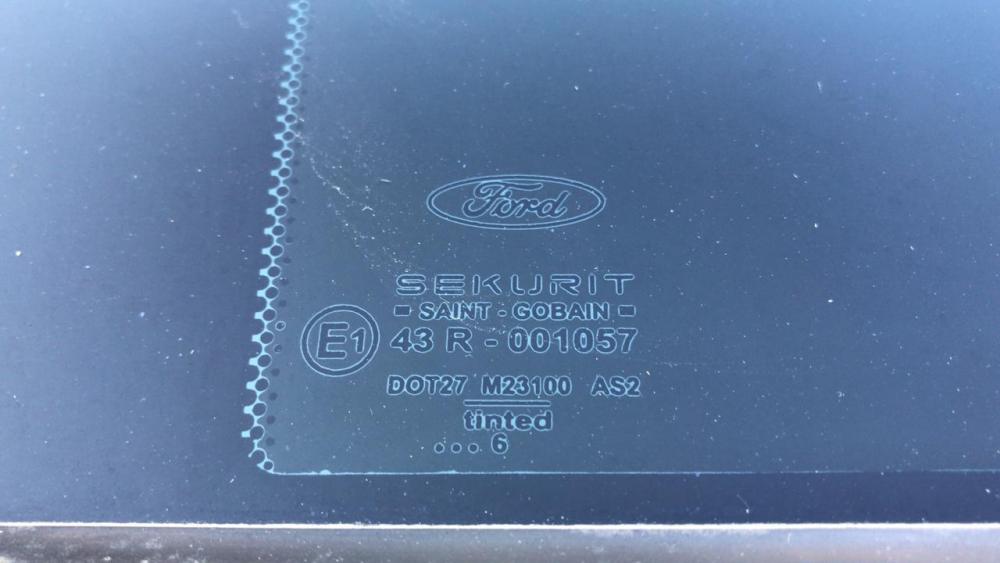 Ford
SEKURIT
- SAINT - GOBAIN -
E1 43 R - 001057
DOT27 M23100 AS2
tinted
... 6